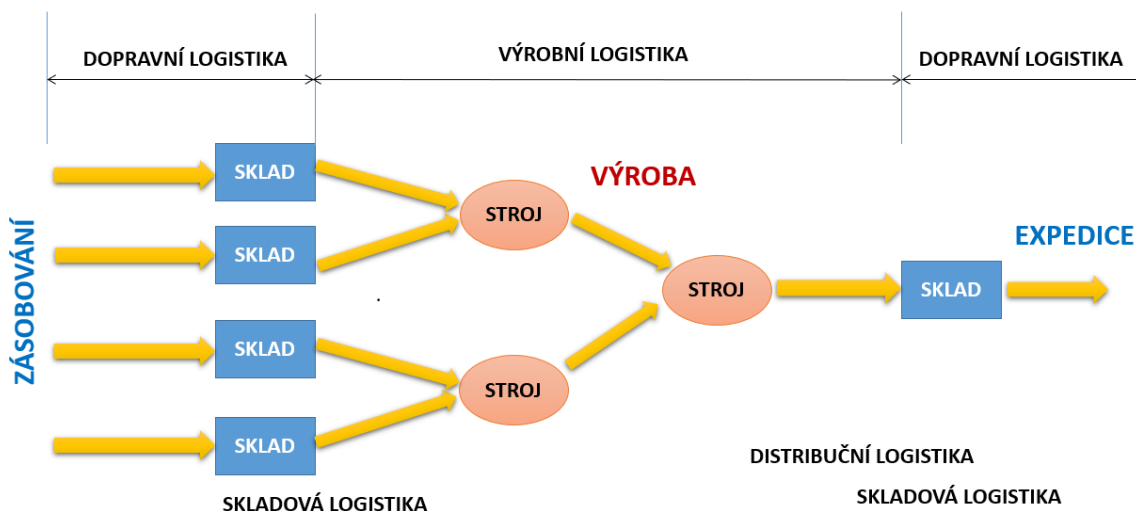 DOPRAVNÍ LOGISTIKA
VÝROBNÍ LOGISTIKA
DOPRAVNÍ LOGISTIKA
ZÁSOBOVÁNÍ
SKLAD
SKLAD
SKLAD
SKLAD
STROJ
STROJ
VÝROBA
STROJ
SKLAD
EXPEDICE
DISTRIBUČNÍ LOGISTIKA
SKLADOVÁ LOGISTIKA
SKLADOVÁ LOGISTIKA